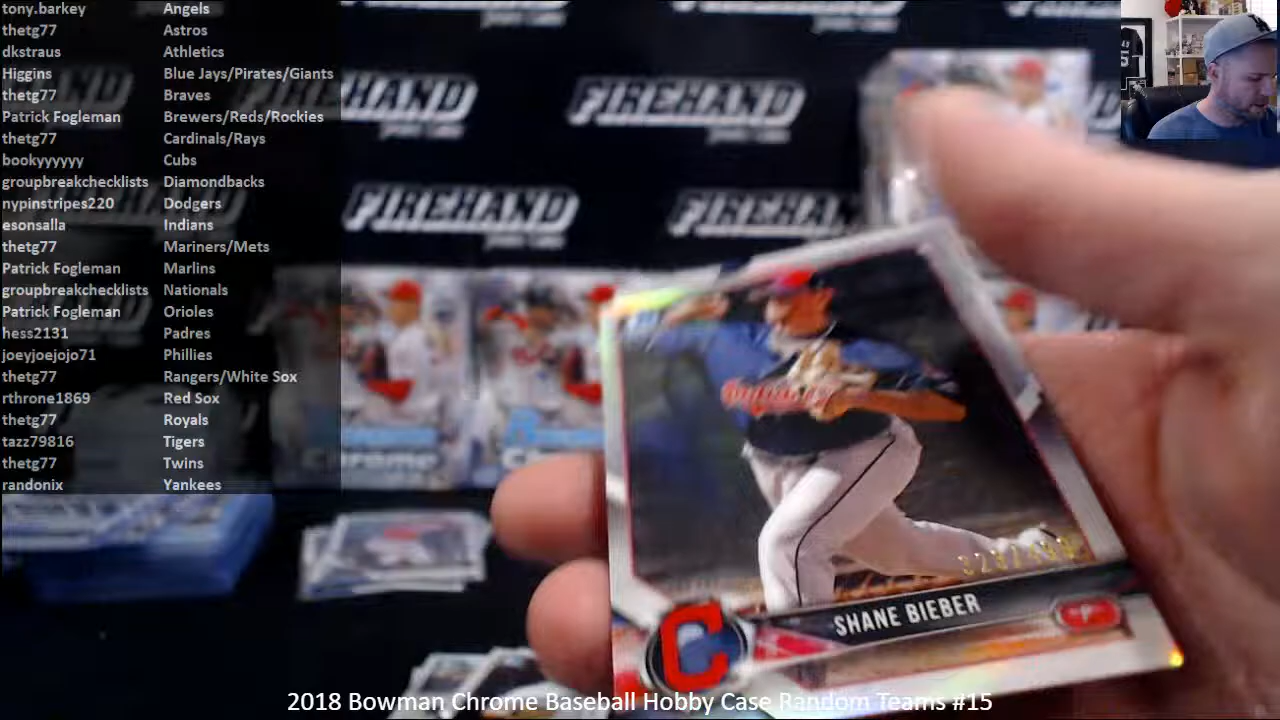 tony.barkey Angels
thetg77 Astros
dkstraus Athletics
Higgins Blue Jays/Pirates/Giants
thetg77 Braves
Patrick Fogleman Brewers/Reds/Rockies
thetg77 Cardinals/Rays
bookyyyyyy Cubs
groupbreakchecklists Diamondbacks
nypinstripes220 Dodgers
esonsalla Indians
thetg77 Mariners/Mets
Patrick Fogleman Marlins
groupbreakchecklists Nationals
Patrick Fogleman Orioles
hess2131 Padres
joeyjoejojo71 Phillies
thetg77 Rangers/White Sox
rthrone1869 Red Sox
thetg77 Royals
tazz79816 Tigers
thetg77 Twins
randonix Yankees
FIREHAND
FIREHAND
FIREHAND
SHANE BIEBER
P
C
2018 Bowman Chrome Baseball Hobby Case Random Teams #15